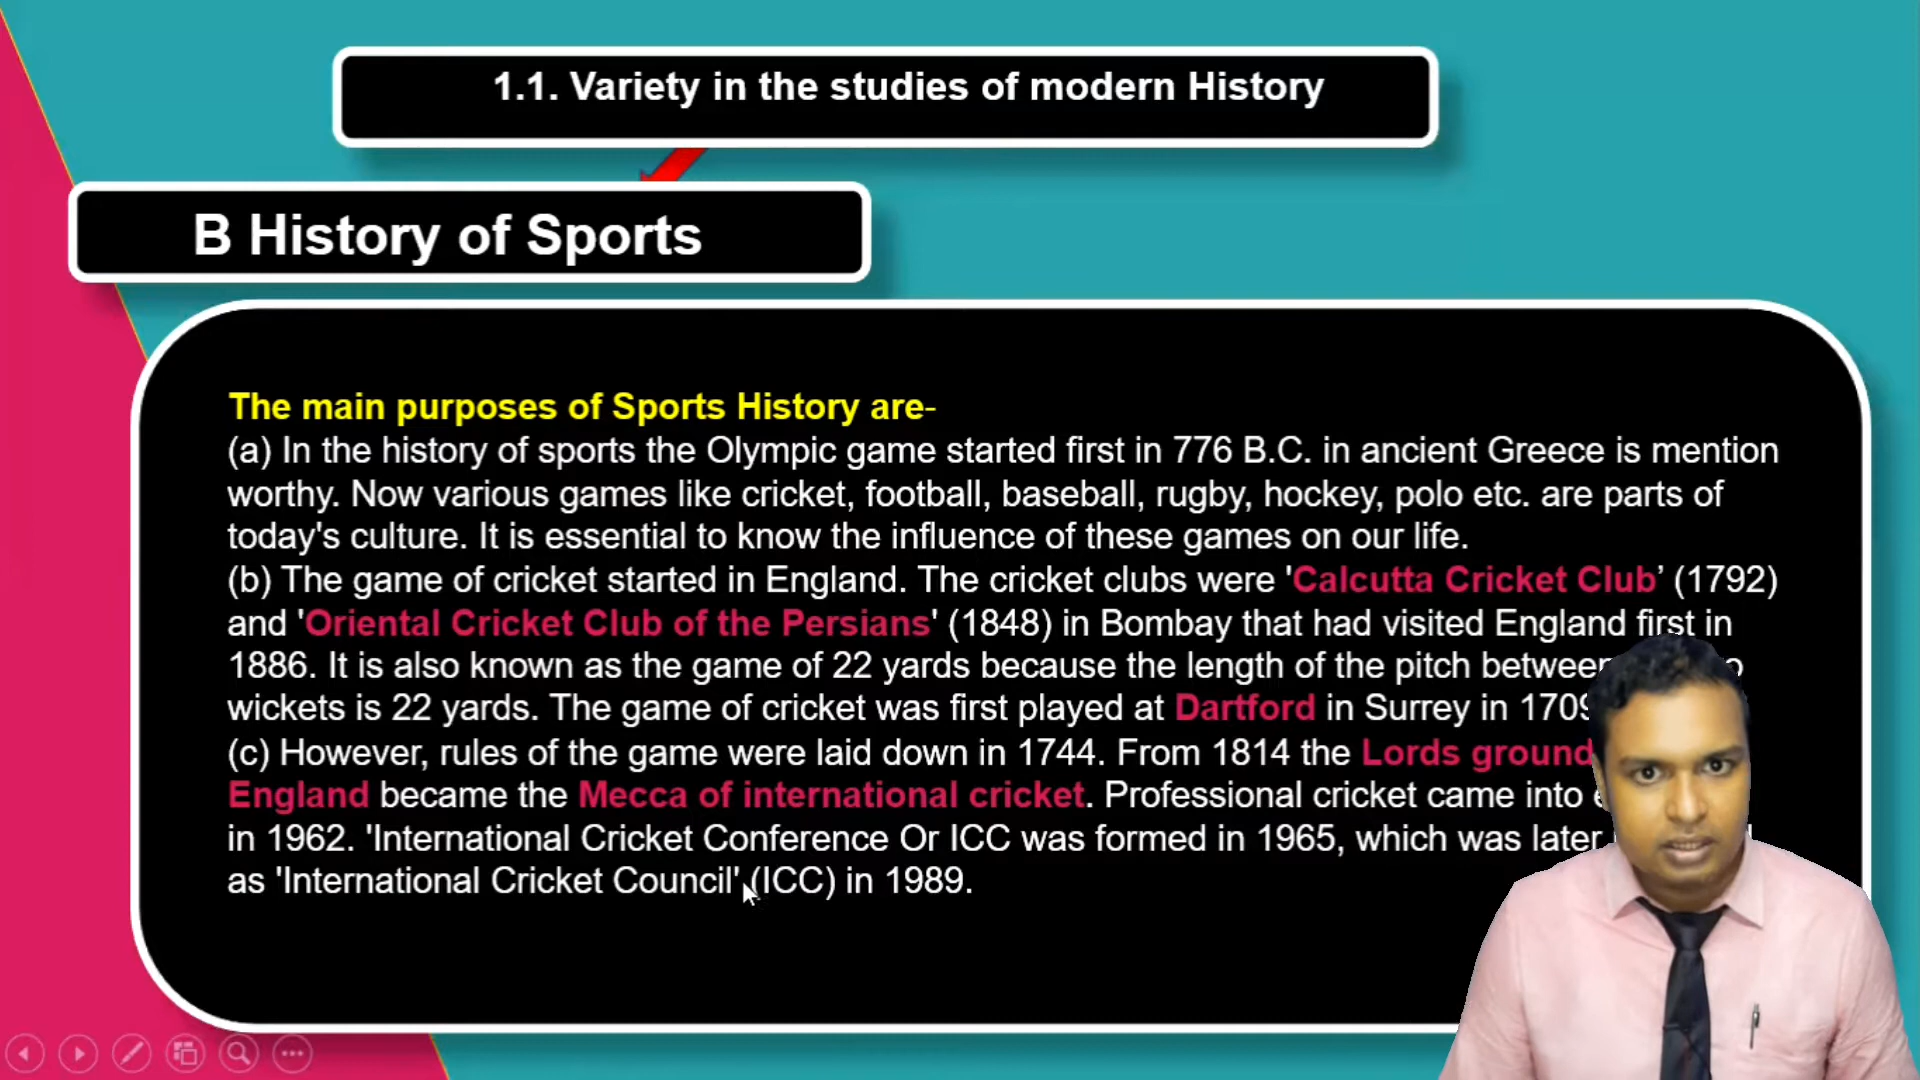 1.1. Variety in the studies of modern History
B History of Sports
The main purposes of Sports History are-
(a) In the history of sports the Olympic game started first in 776 B.C. in ancient Greece is mention
worthy. Now various games like cricket, football, baseball, rugby, hockey, polo etc. are parts of
today's culture. It is essential to know the influence of these games on our life.
(b) The game of cricket started in England. The cricket clubs were 'Calcutta Cricket Club’ (1792)
and 'Oriental Cricket Club of the Persians' (1848) in Bombay that had visited England first in
1886. It is also known as the game of 22 yards because the length of the pitch between
wickets is 22 yards. The game of cricket was first played at Dartford in Surrey in 1709
(c) However, rules of the game were laid down in 1744. From 1814 the Lords ground
England became the Mecca of international cricket. Professional cricket came into
in 1962. 'International Cricket Conference Or ICC was formed in 1965, which was later
as 'International Cricket Council' (ICC) in 1989.